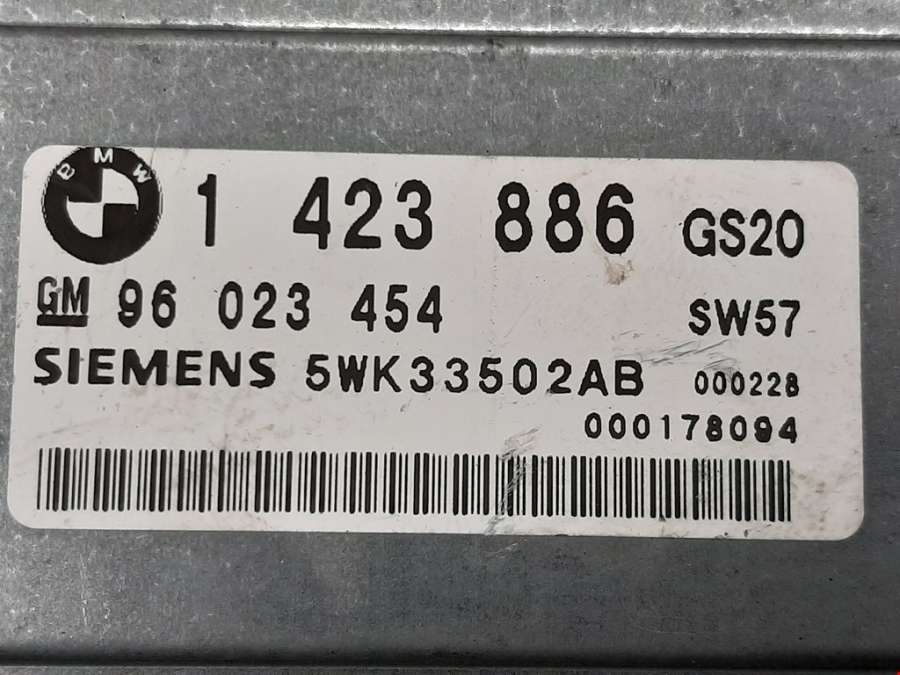 BMW 1 423 886 GS20
GM 96 023 454 SW57
SIEMENS 5WK33502AB 000228
000178094